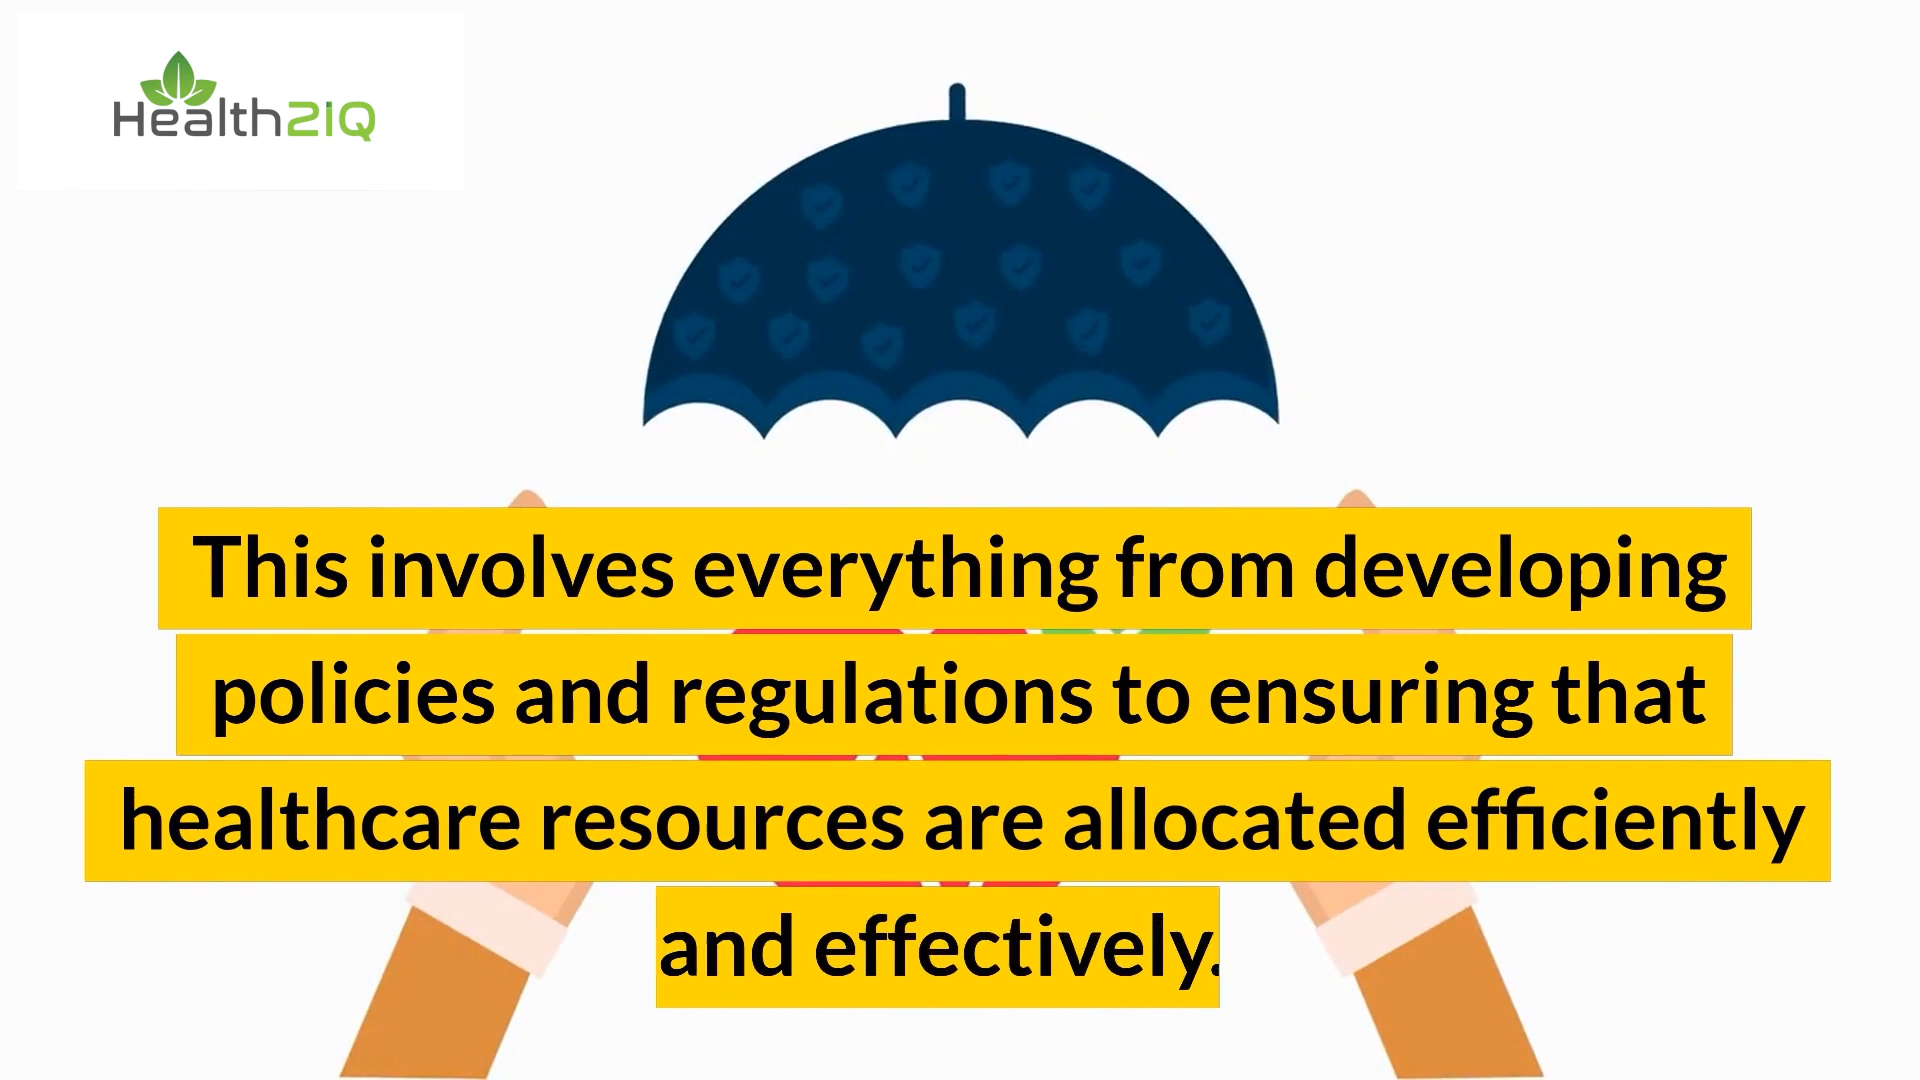 Health2IQ
This involves everything from developing
policies and regulations to ensuring that
healthcare resources are allocated efficiently
and effectively.